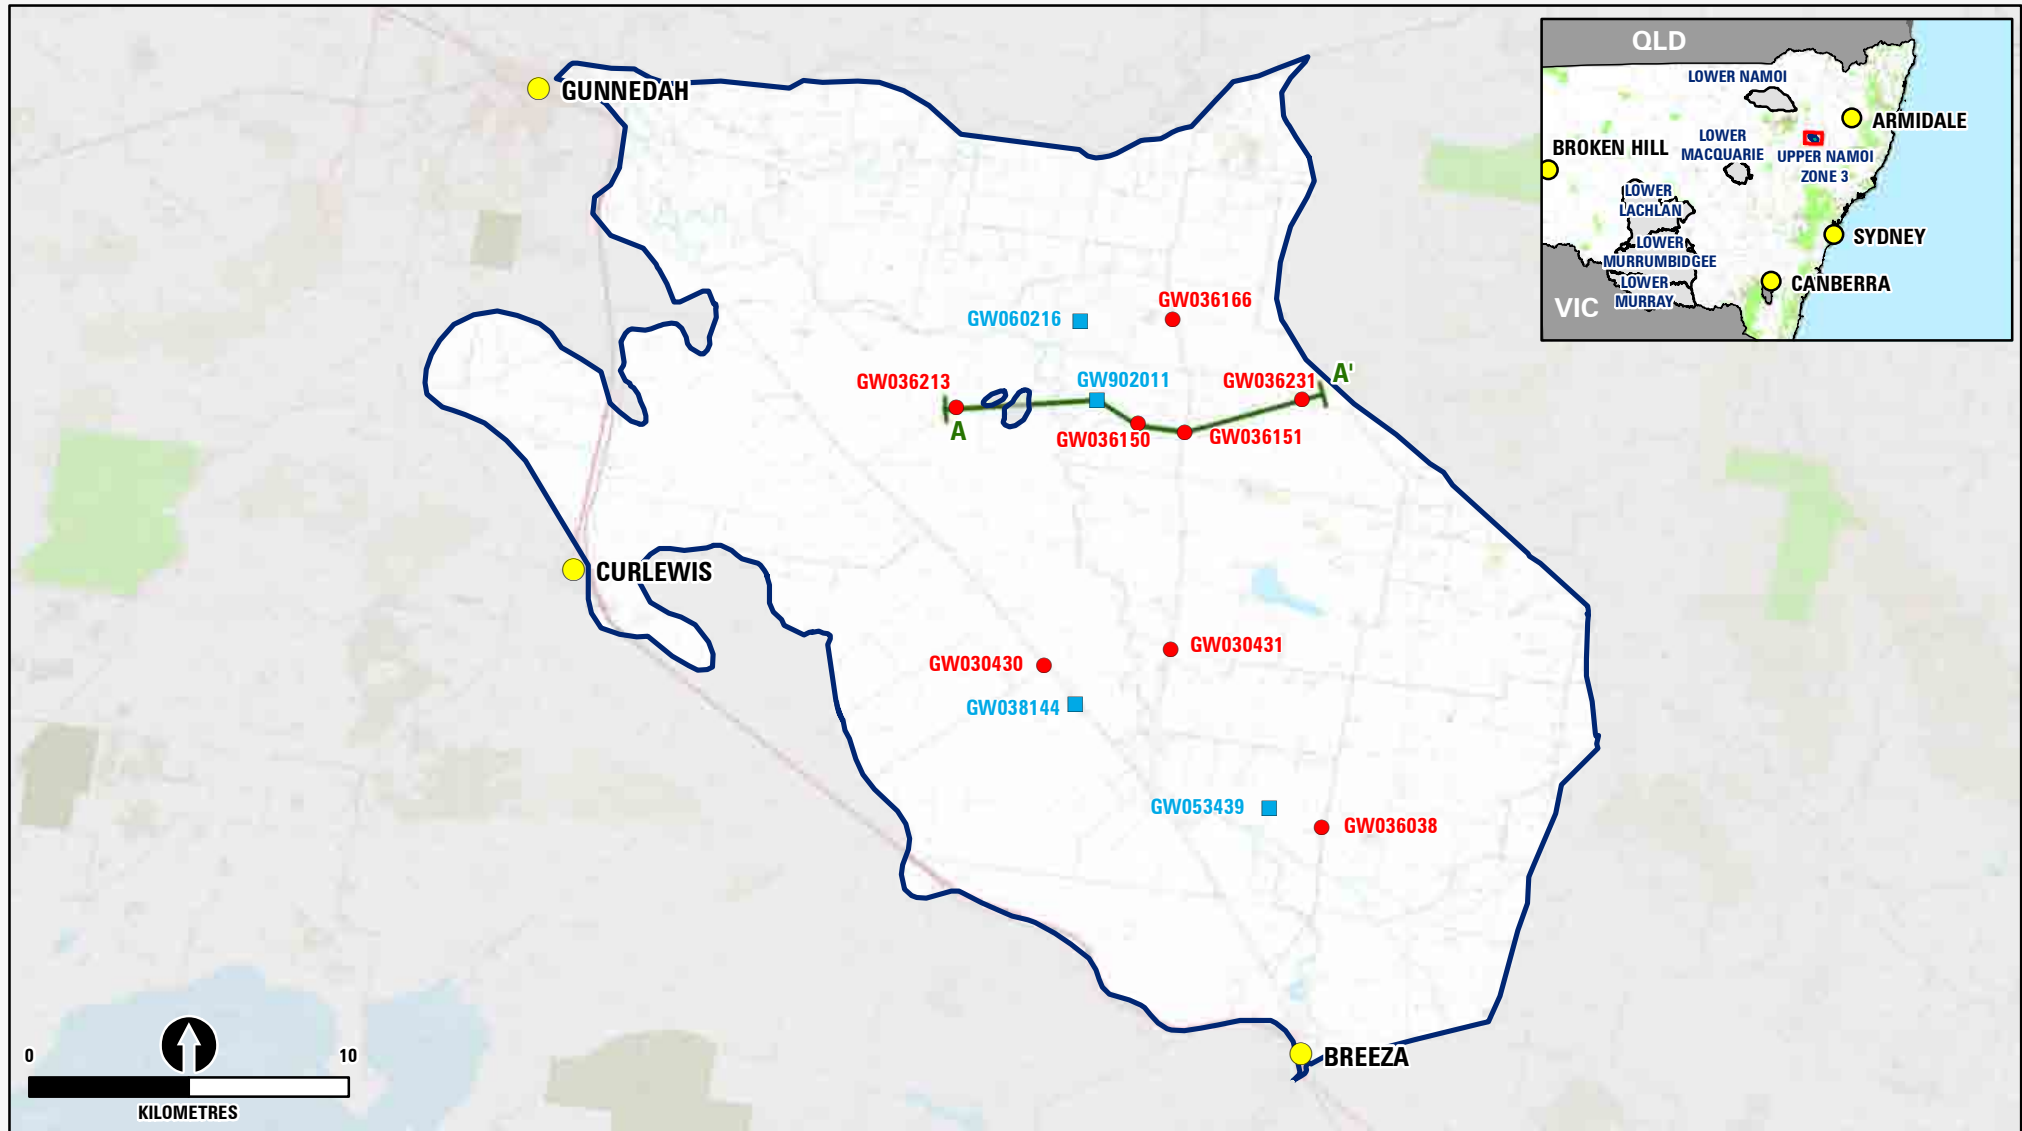 QLD
LOWER NAMOI
ARMIDALE
LOWER
MACQUARIE
BROKEN HILL
UPPER NAMOI
ZONE 3
LOWER
LACHLAN
SYDNEY
LOWER
MURRUMBIDGEE
LOWER
MURRAY
CANBERRA
VIC
GUNNEDAH
GW036166
GW060216
GW036213
GW902011
GW036231
A'
A
GW036150
GW036151
CURLEWIS
GW030431
GW030430
GW038144
GW053439
GW036038
BREEZA
0
10
KILOMETRES